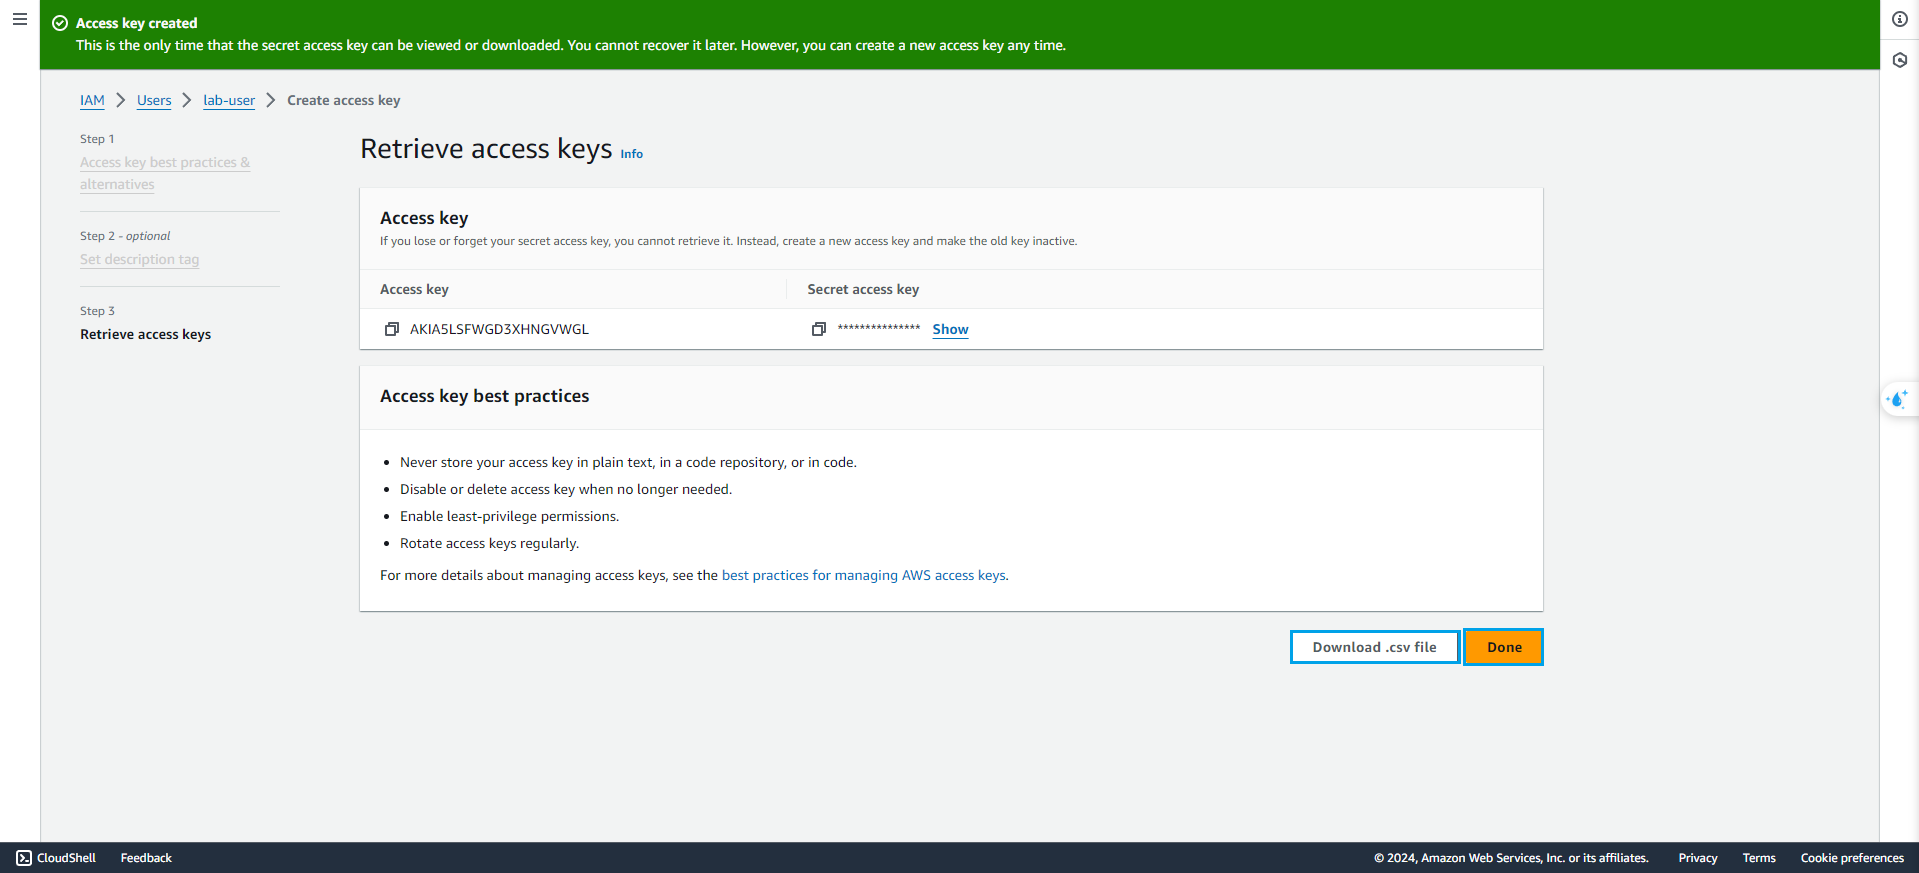 Access key created
This is the only time that the secret access key can be viewed or downloaded. You cannot recover it later. However, you can create a new access key any time.
IAM > Users > lab-user > Create access key
Step 1
Access key best practices &
alternatives
Step 2 - optional
Set description tag
Step 3
Retrieve access keys
Retrieve access keys Info
Access key
If you lose or forget your secret access key, you cannot retrieve it. Instead, create a new access key and make the old key inactive.
Access key Secret access key
AKIA5LSFWGD3XHNGVWGL *************** Show
Access key best practices
• Never store your access key in plain text, in a code repository, or in code.
• Disable or delete access key when no longer needed.
• Enable least-privilege permissions.
• Rotate access keys regularly.
For more details about managing access keys, see the best practices for managing AWS access keys.
Download .csv file Done
CloudShell Feedback © 2024, Amazon Web Services, Inc. or its affiliates. Privacy Terms Cookie preferences